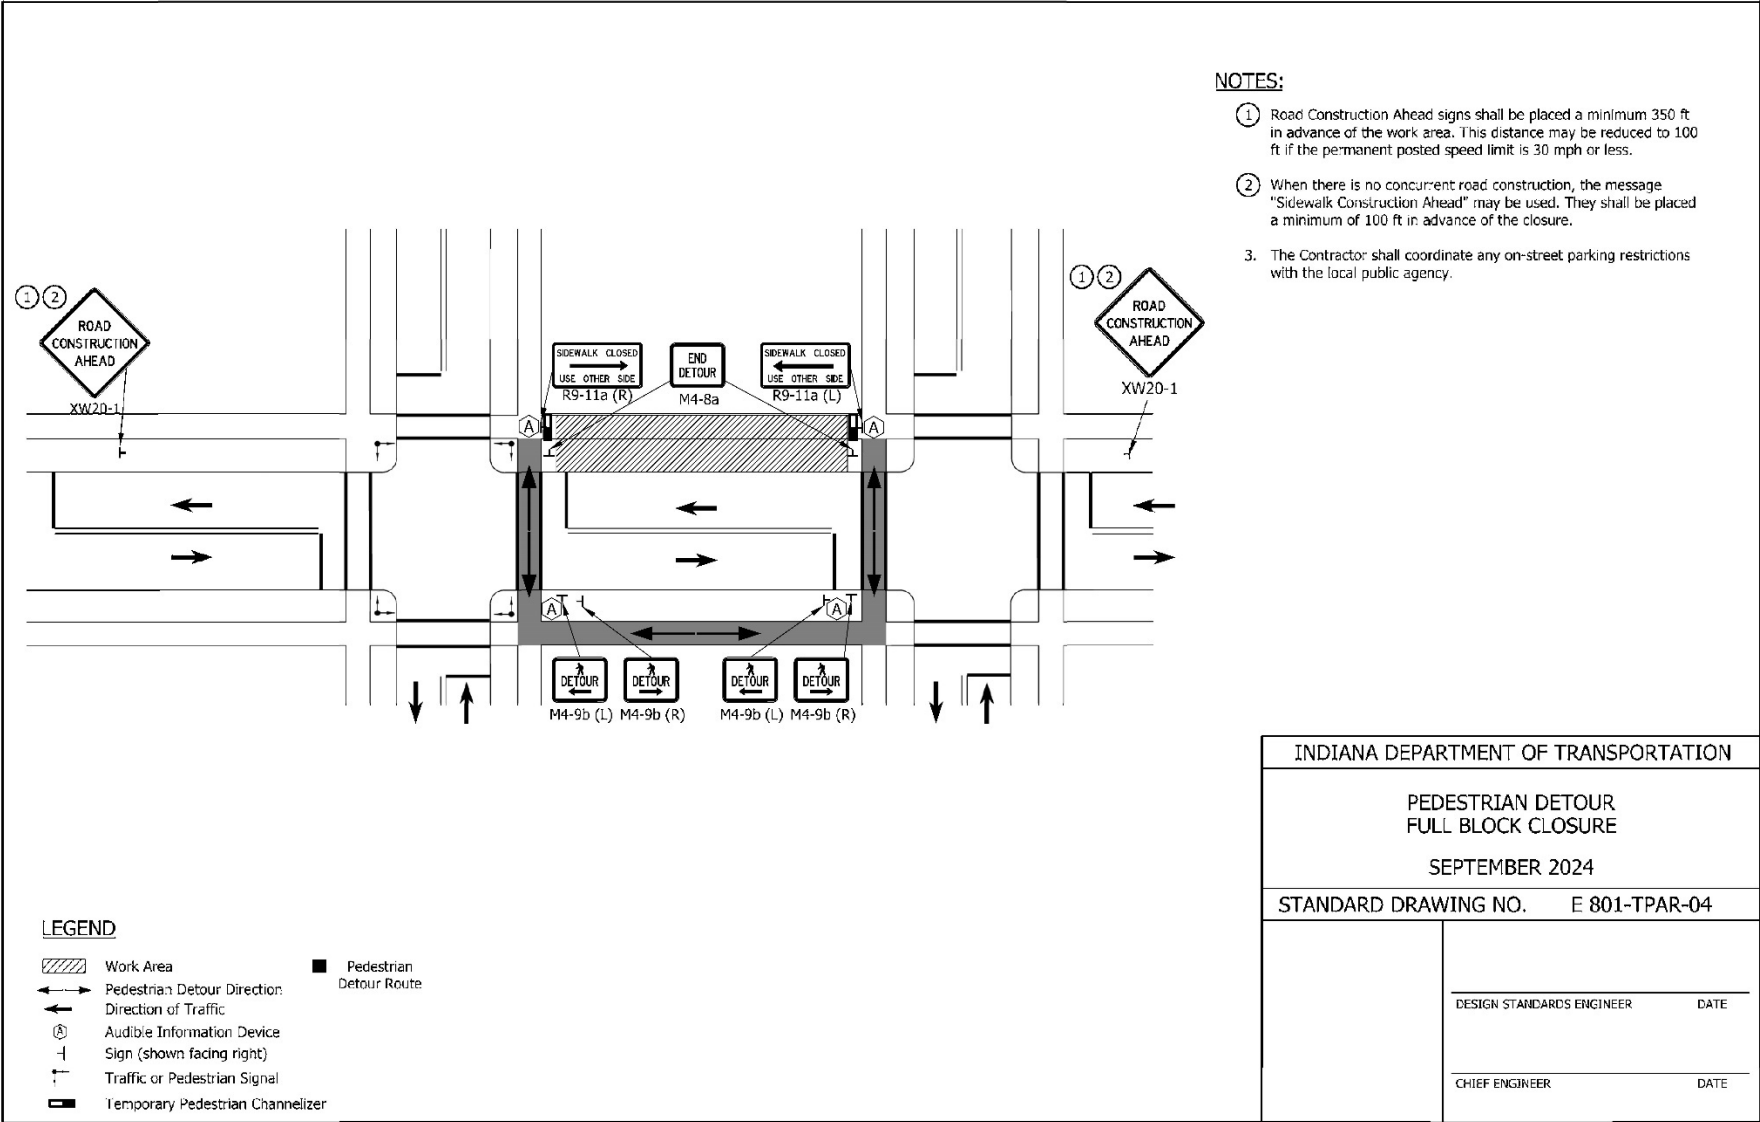 NOTES:
1 Road Construction Ahead signs shall be placed a minimum 350 ft
in advance of the work area. This distance may be reduced to 100
ft if the permanent posted speed limit is 30 mph or less.
2 When there is no concurrent road construction, the message
"Sidewalk Construction Ahead" may be used. They shall be placed
a minimum of 100 ft in advance of the closure.
3. The Contractor shall coordinate any on-street parking restrictions
with the local public agency.
1 2
ROAD
CONSTRUCTION
AHEAD
XW20-1
SIDEWALK CLOSED
USE OTHER SIDE
R9-11a (R)
END
DETOUR
M4-8a
SIDEWALK CLOSED
USE OTHER SIDE
R9-11a (L)
1 2
ROAD
CONSTRUCTION
AHEAD
XW20-1
A
A
A
A
DETOUR
M4-9b (L)
DETOUR
M4-9b (R)
DETOUR
M4-9b (L)
DETOUR
M4-9b (R)
LEGEND
Work Area
Pedestrian Detour Direction
Direction of Traffic
A Audible Information Device
Sign (shown facing right)
Traffic or Pedestrian Signal
Temporary Pedestrian Channelizer
Pedestrian
Detour Route
INDIANA DEPARTMENT OF TRANSPORTATION
PEDESTRIAN DETOUR
FULL BLOCK CLOSURE
SEPTEMBER 2024
STANDARD DRAWING NO. E 801-TPAR-04
DESIGN STANDARDS ENGINEER DATE
CHIEF ENGINEER DATE